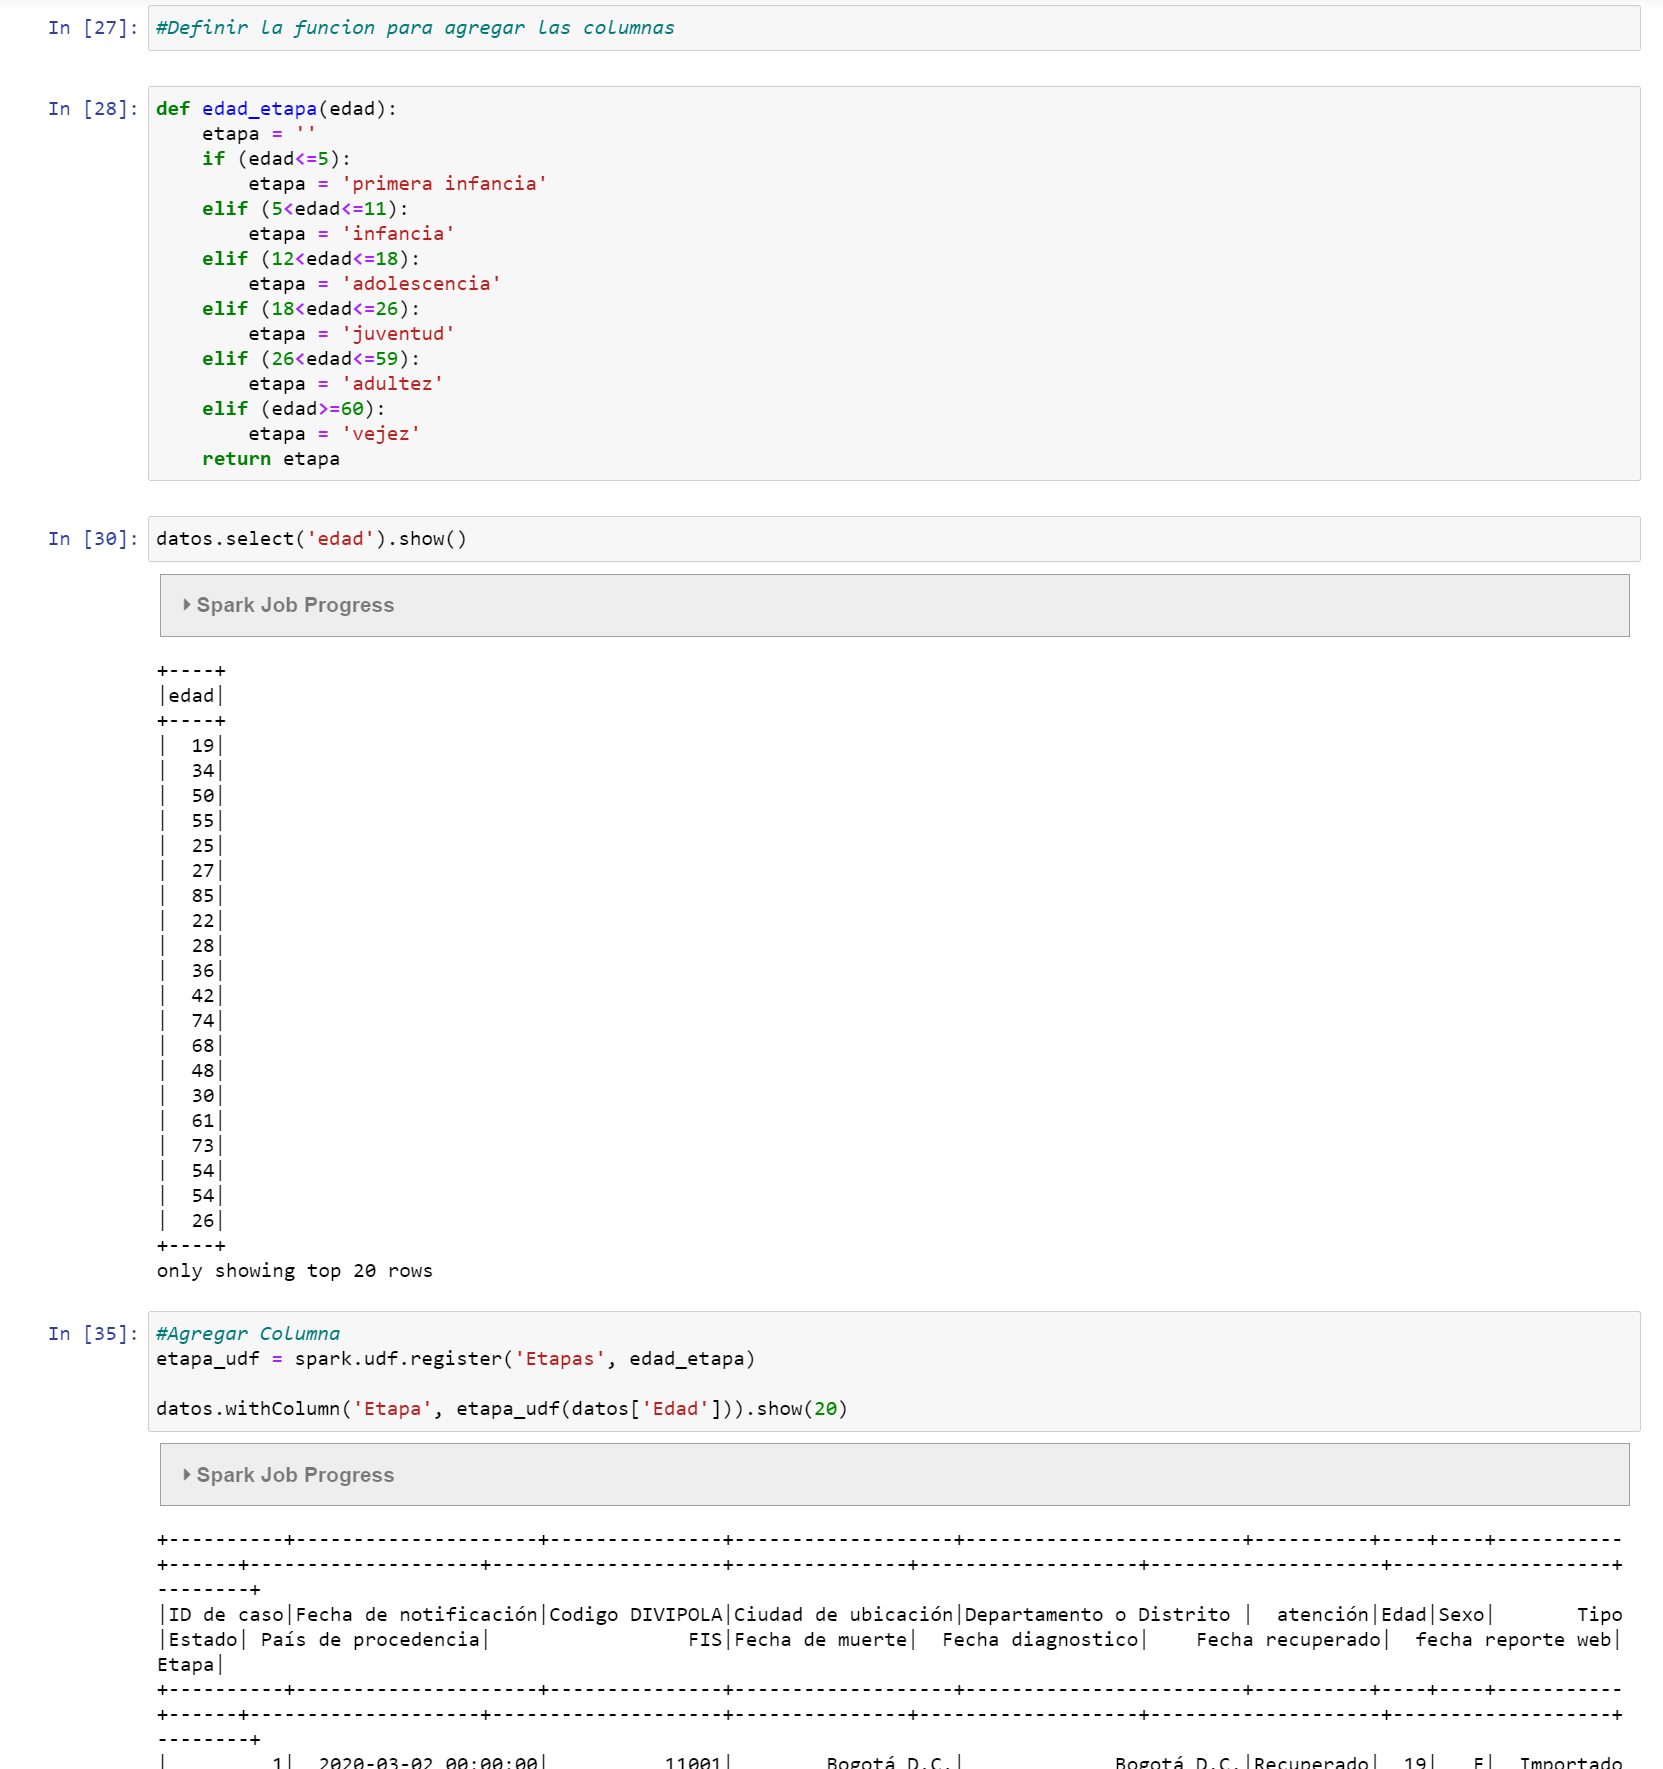 In [27]: #Definir la funcion para agregar las columnas
In [28]: def edad_etapa(edad):
    etapa = ''
    if (edad<=5):
        etapa = 'primera infancia'
    elif (5<edad<=11):
        etapa = 'infancia'
    elif (12<edad<=18):
        etapa = 'adolescencia'
    elif (18<edad<=26):
        etapa = 'juventud'
    elif (26<edad<=59):
        etapa = 'adultez'
    elif (edad>=60):
        etapa = 'vejez'
    return etapa
In [30]: datos.select('edad').show()
Spark Job Progress
+----+
|edad|
+----+
|  19|
|  34|
|  50|
|  55|
|  25|
|  27|
|  85|
|  22|
|  28|
|  36|
|  42|
|  74|
|  68|
|  48|
|  30|
|  61|
|  73|
|  54|
|  54|
|  26|
+----+
only showing top 20 rows
In [35]: #Agregar Columna
etapa_udf = spark.udf.register('Etapas', edad_etapa)
datos.withColumn('Etapa', etapa_udf(datos['Edad'])).show(20)
Spark Job Progress
+----------+---------------------+---------------+-------------------+------------------------+----------+----+----+-----------
+------+--------------------+--------------------+---------------+-------------------+--------------------+-------------------+
--------+
|ID de caso|Fecha de notificación|Codigo DIVIPOLA|Ciudad de ubicación|Departamento o Distrito |  atención|Edad|Sexo|       Tipo
|Estado| País de procedencia|                 FIS|Fecha de muerte|  Fecha diagnostico|    Fecha recuperado|  fecha reporte web|
Etapa|
+----------+---------------------+---------------+-------------------+------------------------+----------+----+----+-----------
+------+--------------------+--------------------+---------------+-------------------+--------------------+-------------------+
--------+
|         1|  2020-03-02 00:00:00|          11001|        Bogotá D.C.|             Bogotá D.C.|Recuperado|  19|   F|  Importado